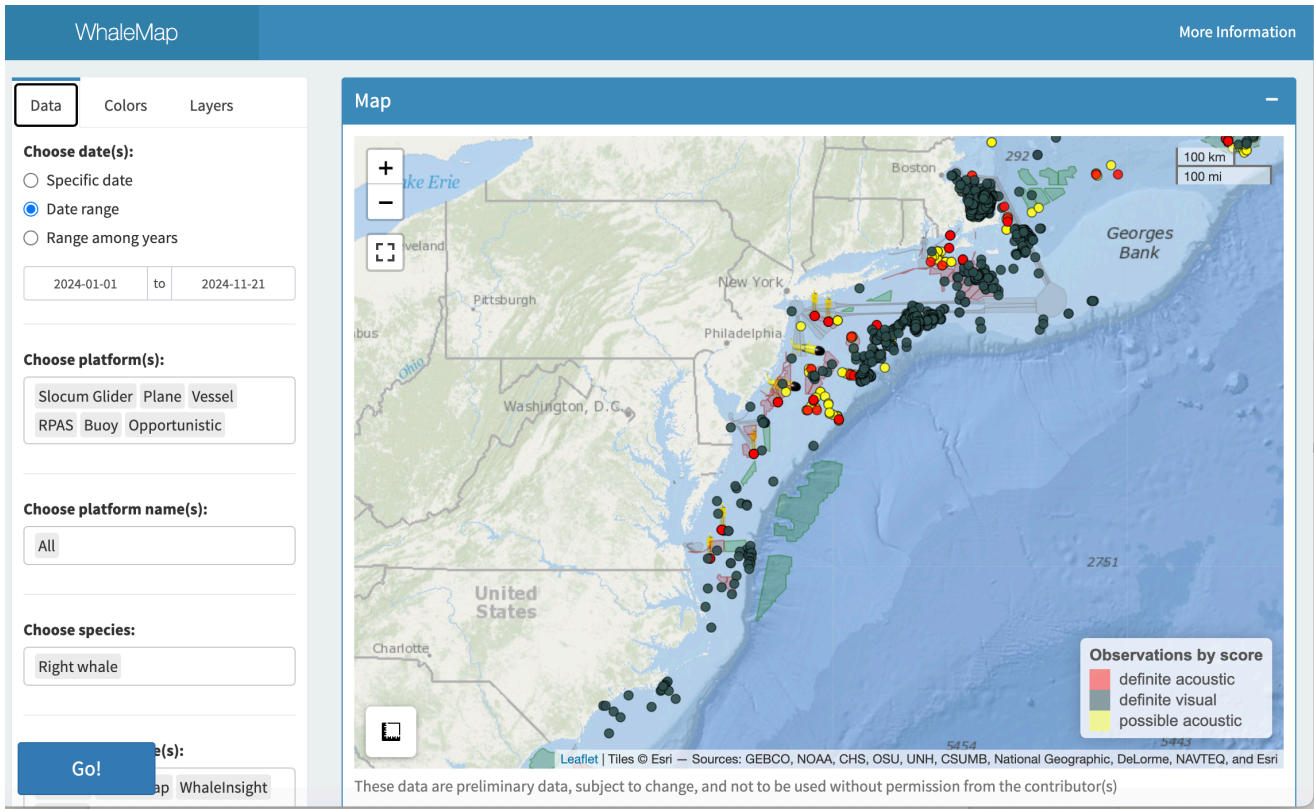 WhaleMap
More Information
Data
Colors
Layers
Choose date(s):
Specific date
Date range
Range among years
2024-01-01 to 2024-11-21
Choose platform(s):
Slocum Glider Plane Vessel
RPAS Buoy Opportunistic
Choose platform name(s):
All
Choose species:
Right whale
e(s):
ap WhaleInsight
Go!
Map
−
+
−
100 km
100 mi
ke Erie
veland
Pittsburgh
bus
Ohio
Boston
292
Georges
Bank
New York
Philadelphia
Washington, D.C.
2751
United
States
Charlotte
Observations by score
definite acoustic
definite visual
possible acoustic
5454
5443
Leaflet | Tiles © Esri — Sources: GEBCO, NOAA, CHS, OSU, UNH, CSUMB, National Geographic, DeLorme, NAVTEQ, and Esri
These data are preliminary data, subject to change, and not to be used without permission from the contributor(s)